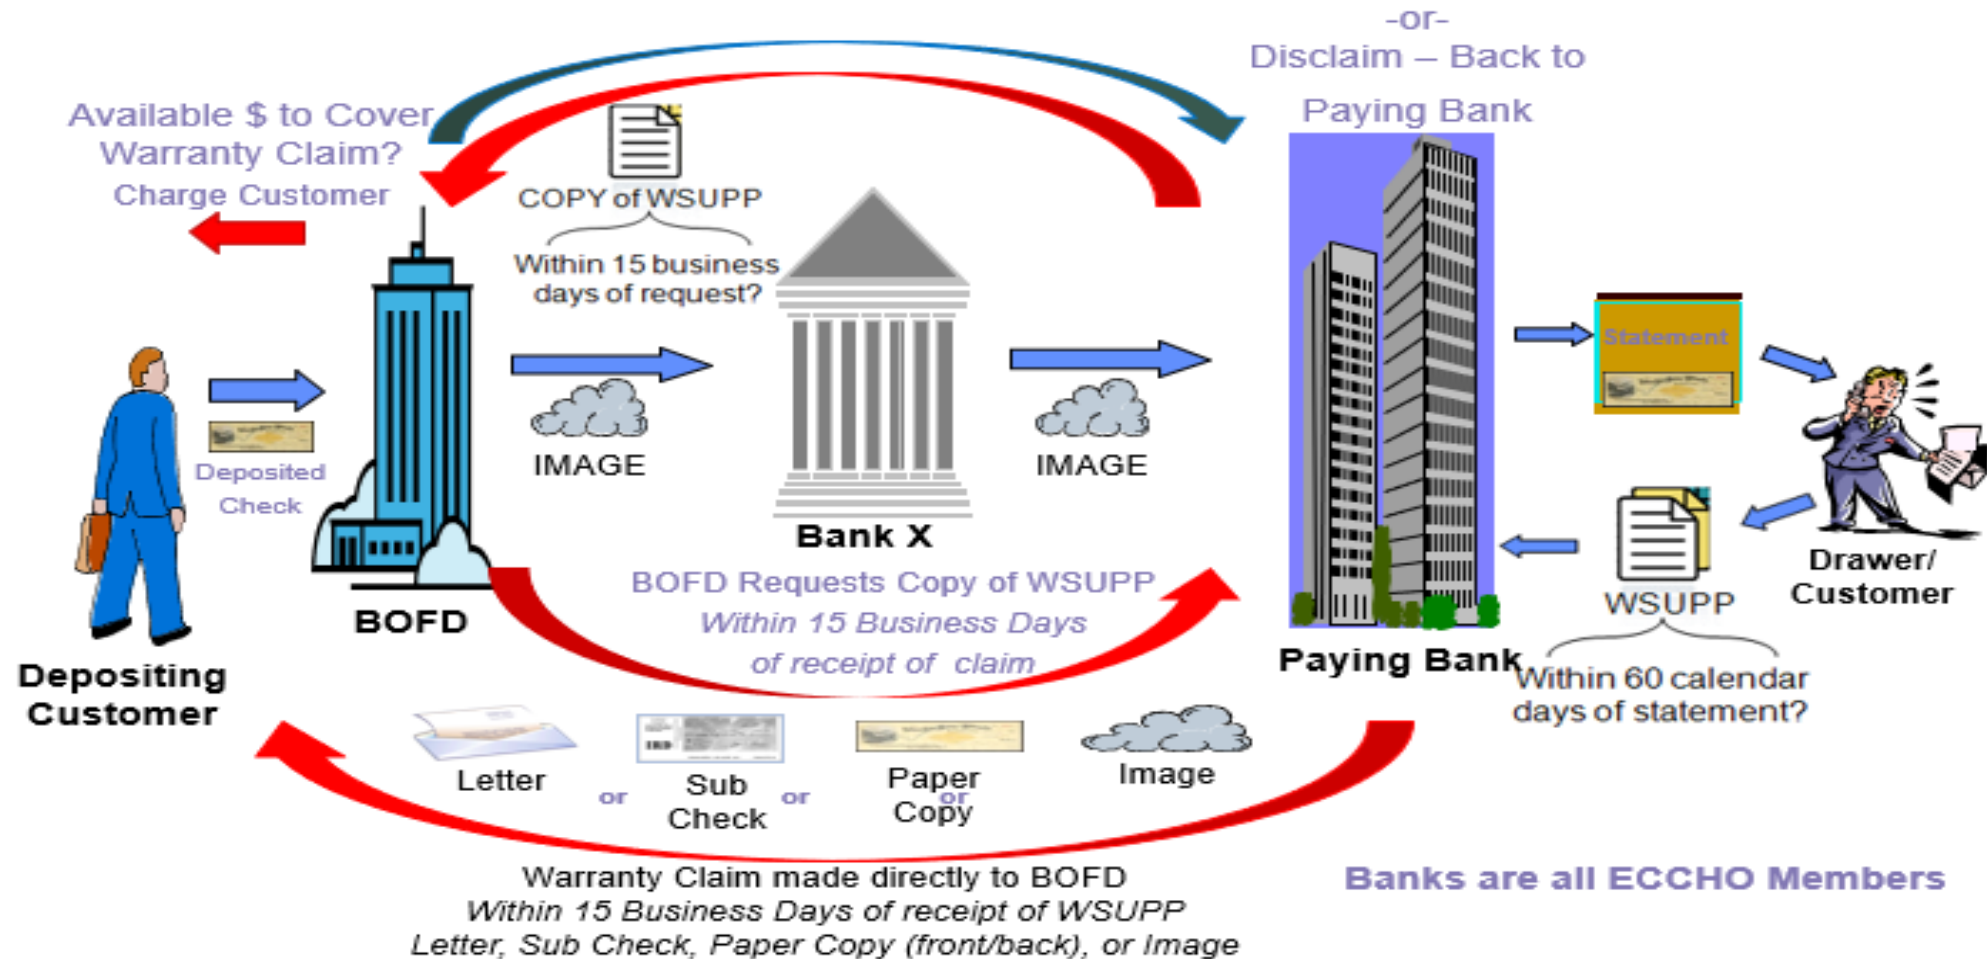 -or-
Disclaim – Back to
Paying Bank
Available $ to Cover
Warranty Claim?
Charge Customer
COPY of WSUPP
Within 15 business
days of request?
Statement
Deposited
Check
IMAGE
IMAGE
Bank X
BOFD
BOFD Requests Copy of WSUPP
Within 15 Business Days
of receipt of claim
Drawer/
Customer
WSUPP
Within 60 calendar
days of statement?
Paying Bank
Depositing
Customer
Letter
or
IRD
Sub
Check
or
Paper
Copy
or
Image
Warranty Claim made directly to BOFD
Within 15 Business Days of receipt of WSUPP
Letter, Sub Check, Paper Copy (front/back), or Image
Banks are all ECCHO Members